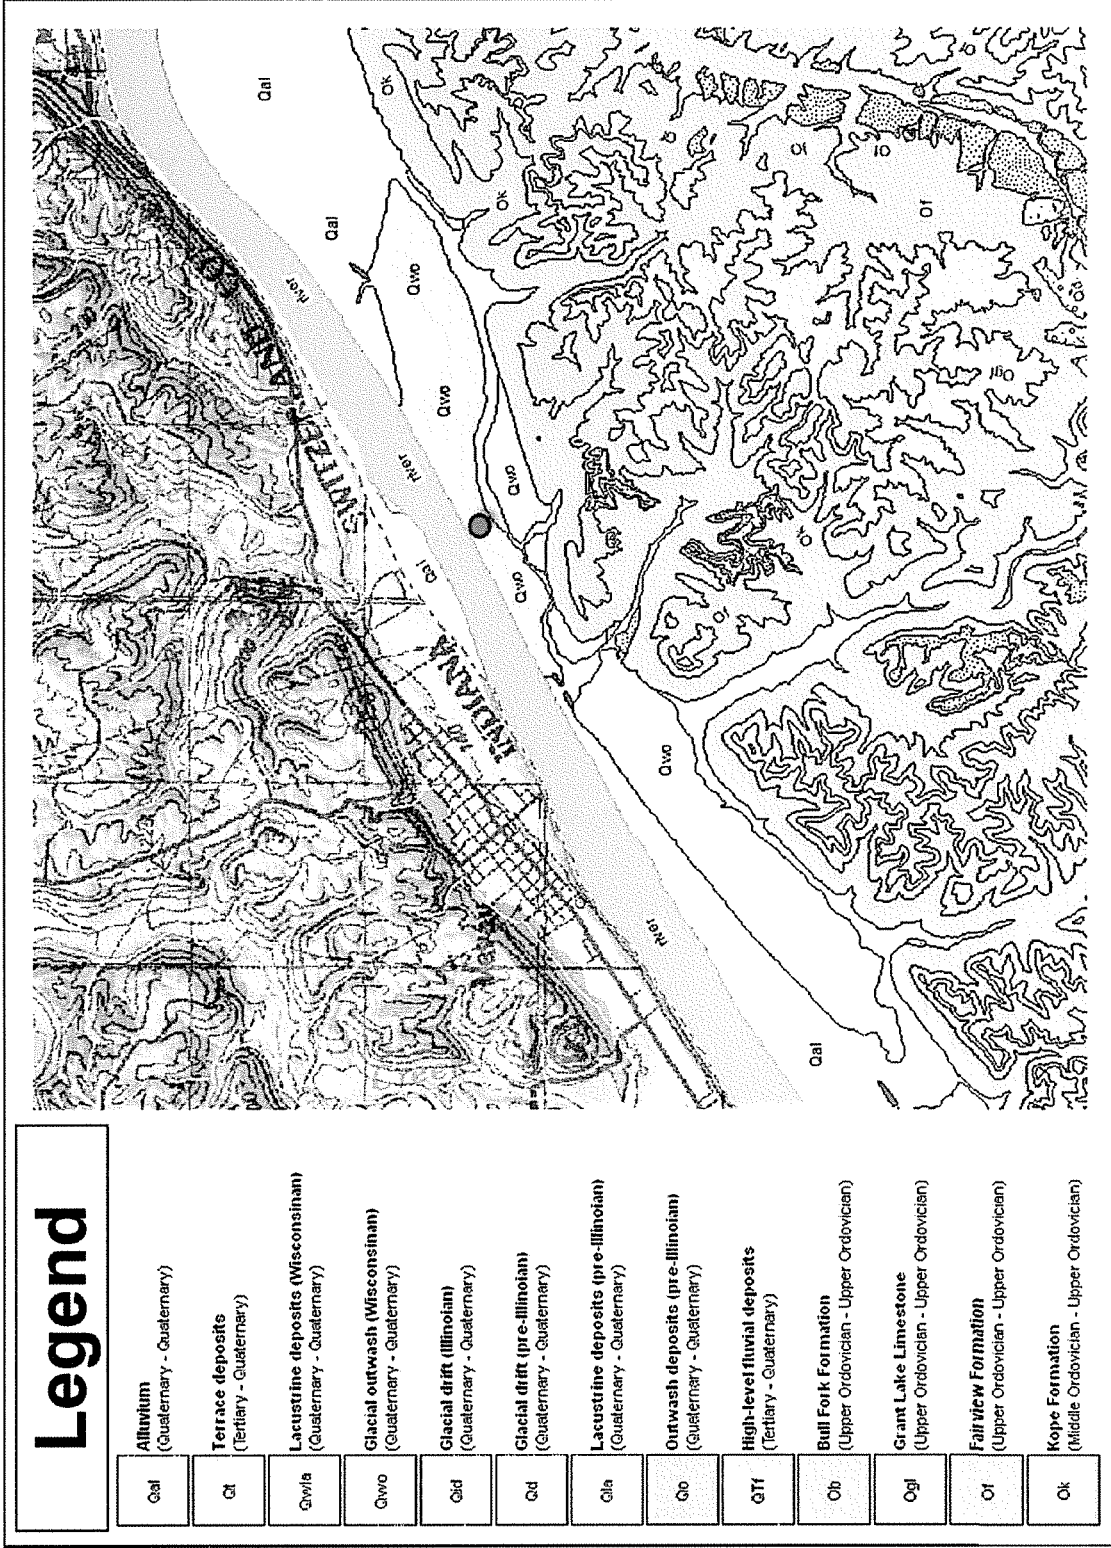 Legend
Qal
Alluvium
(Quaternary - Quaternary)
Qt
Terrace deposits
(Tertiary - Quaternary)
Qwla
Lacustrine deposits (Wisconsinan)
(Quaternary - Quaternary)
Qwo
Glacial outwash (Wisconsinan)
(Quaternary - Quaternary)
Qid
Glacial drift (Illinoian)
(Quaternary - Quaternary)
Qd
Glacial drift (pre-Illinoian)
(Quaternary - Quaternary)
Qla
Lacustrine deposits (pre-Illinoian)
(Quaternary - Quaternary)
Qo
Outwash deposits (pre-Illinoian)
(Quaternary - Quaternary)
QTf
High-level fluvial deposits
(Tertiary - Quaternary)
Ob
Bull Fork Formation
(Upper Ordovician - Upper Ordovician)
Ogl
Grant Lake Limestone
(Upper Ordovician - Upper Ordovician)
Of
Fairview Formation
(Upper Ordovician - Upper Ordovician)
Ok
Kope Formation
(Middle Ordovician - Upper Ordovician)
Qal
Qal
Ok
Ok
river
Qwo
Qwo
river
Qwo
Qal
Qwo
INDIANA
740
Qwo
river
Qal
Of
Of
Of
Of
Of
Ogl